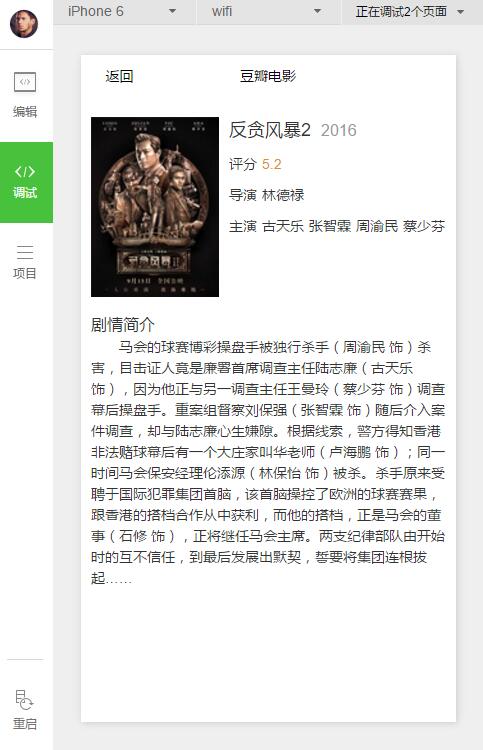 iPhone 6
wifi
正在调试2个页面
编辑
调试
项目
重启
返回
豆瓣电影
反贪风暴2 2016
评分 5.2
导演 林德禄
主演 古天乐 张智霖 周渝民 蔡少芬
反贪风暴
9月15日 全国公映
剧情简介
马会的球赛博彩操盘手被独行杀手（周渝民 饰）杀
害，目击证人竟是廉署首席调查主任陆志廉（古天乐
饰），因为他正与另一调查主任王曼玲（蔡少芬 饰）调查
幕后操盘手。重案组督察刘保强（张智霖 饰）随后介入案
件调查，却与陆志廉心生嫌隙。根据线索，警方得知香港
非法赌球幕后有一个大庄家叫华老师（卢海鹏 饰）；同一
时间马会保安经理伦添源（林保怡 饰）被杀。杀手原来受
聘于国际犯罪集团首脑，该首脑操控了欧洲的球赛赛果，
跟香港的搭档合作从中获利，而他的搭档，正是马会的董
事（石修 饰），正将继任马会主席。两支纪律部队由开始
时的互不信任，到最后发展出默契，誓要将集团连根拔
起……